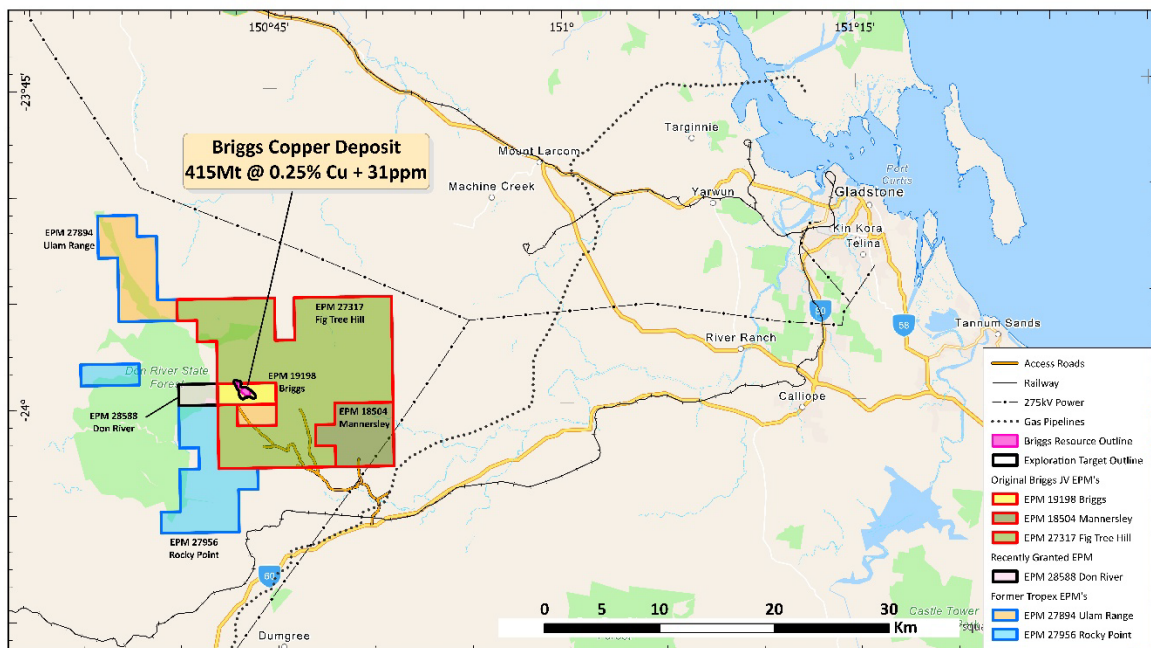 150°45'
151°
151°15'
-23°45'
Targinnie
Briggs Copper Deposit
415Mt @ 0.25% Cu + 31ppm
Mount Larcom
Machine Creek
Yarwun
Port
Curtis
Gladstone
Kin Kora
Telina
EPM 27894
Ulam Range
EPM 27317
Fig Tree Hill
50
58
Tannum Sands
River Ranch
Don River State
Forest
EPM 19198
Briggs
-24°
EPM 28588
Don River
EPM 18504
Mannersley
Calliope
EPM 27956
Rocky Point
60
Dumgree
Castle Tower
0 5 10 20 30
Km
Access Roads
Railway
275kV Power
Gas Pipelines
Briggs Resource Outline
Exploration Target Outline
Original Briggs JV EPM's
EPM 19198 Briggs
EPM 18504 Mannersley
EPM 27317 Fig Tree Hill
Recently Granted EPM
EPM 28588 Don River
Former Tropex EPM's
EPM 27894 Ulam Range
EPM 27956 Rocky Point